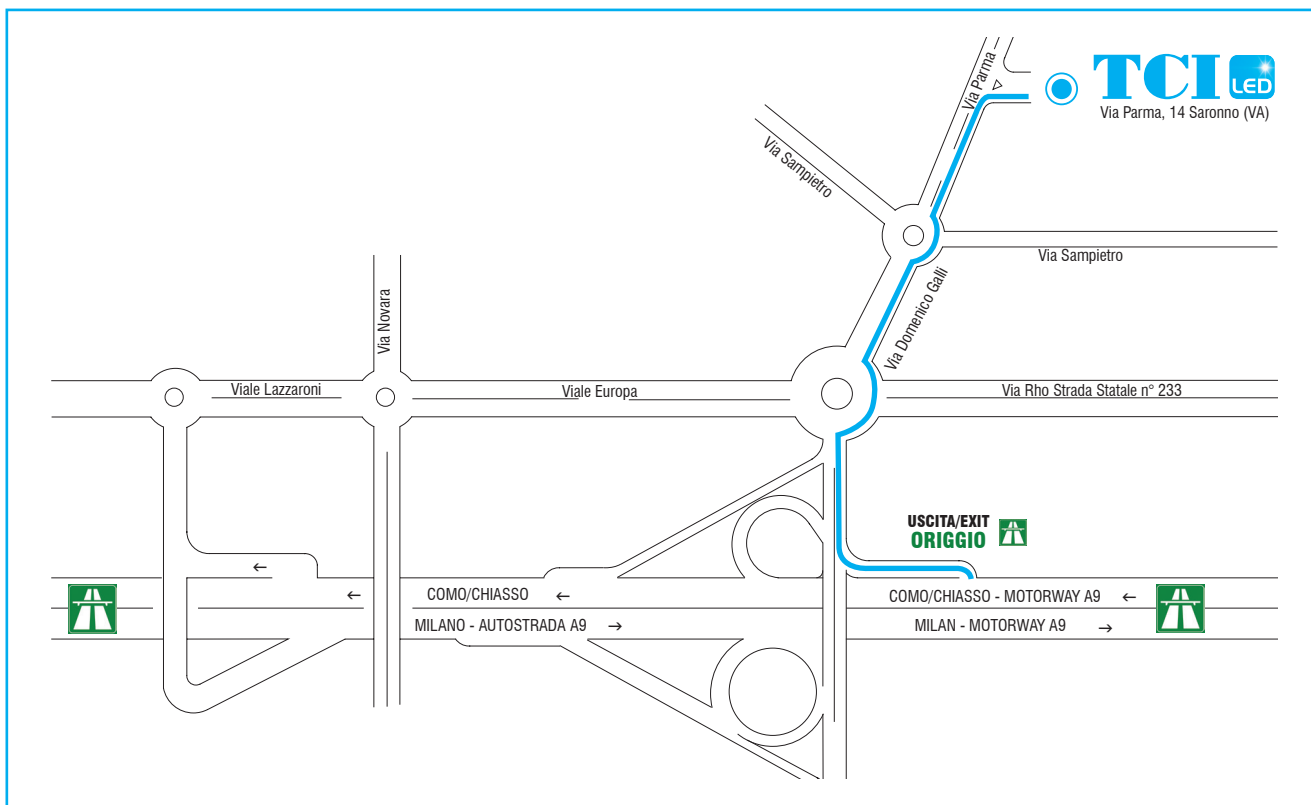 TCI LED
Via Parma, 14 Saronno (VA)
Via Parma
Via Sampietro
Via Sampietro
Via Domenico Galli
Via Novara
Viale Lazzaroni
Viale Europa
Via Rho Strada Statale n° 233
USCITA/EXIT
ORIGGIO
←
← COMO/CHIASSO ←
COMO/CHIASSO - MOTORWAY A9 ←
MILANO - AUTOSTRADA A9 →
MILAN - MOTORWAY A9 →